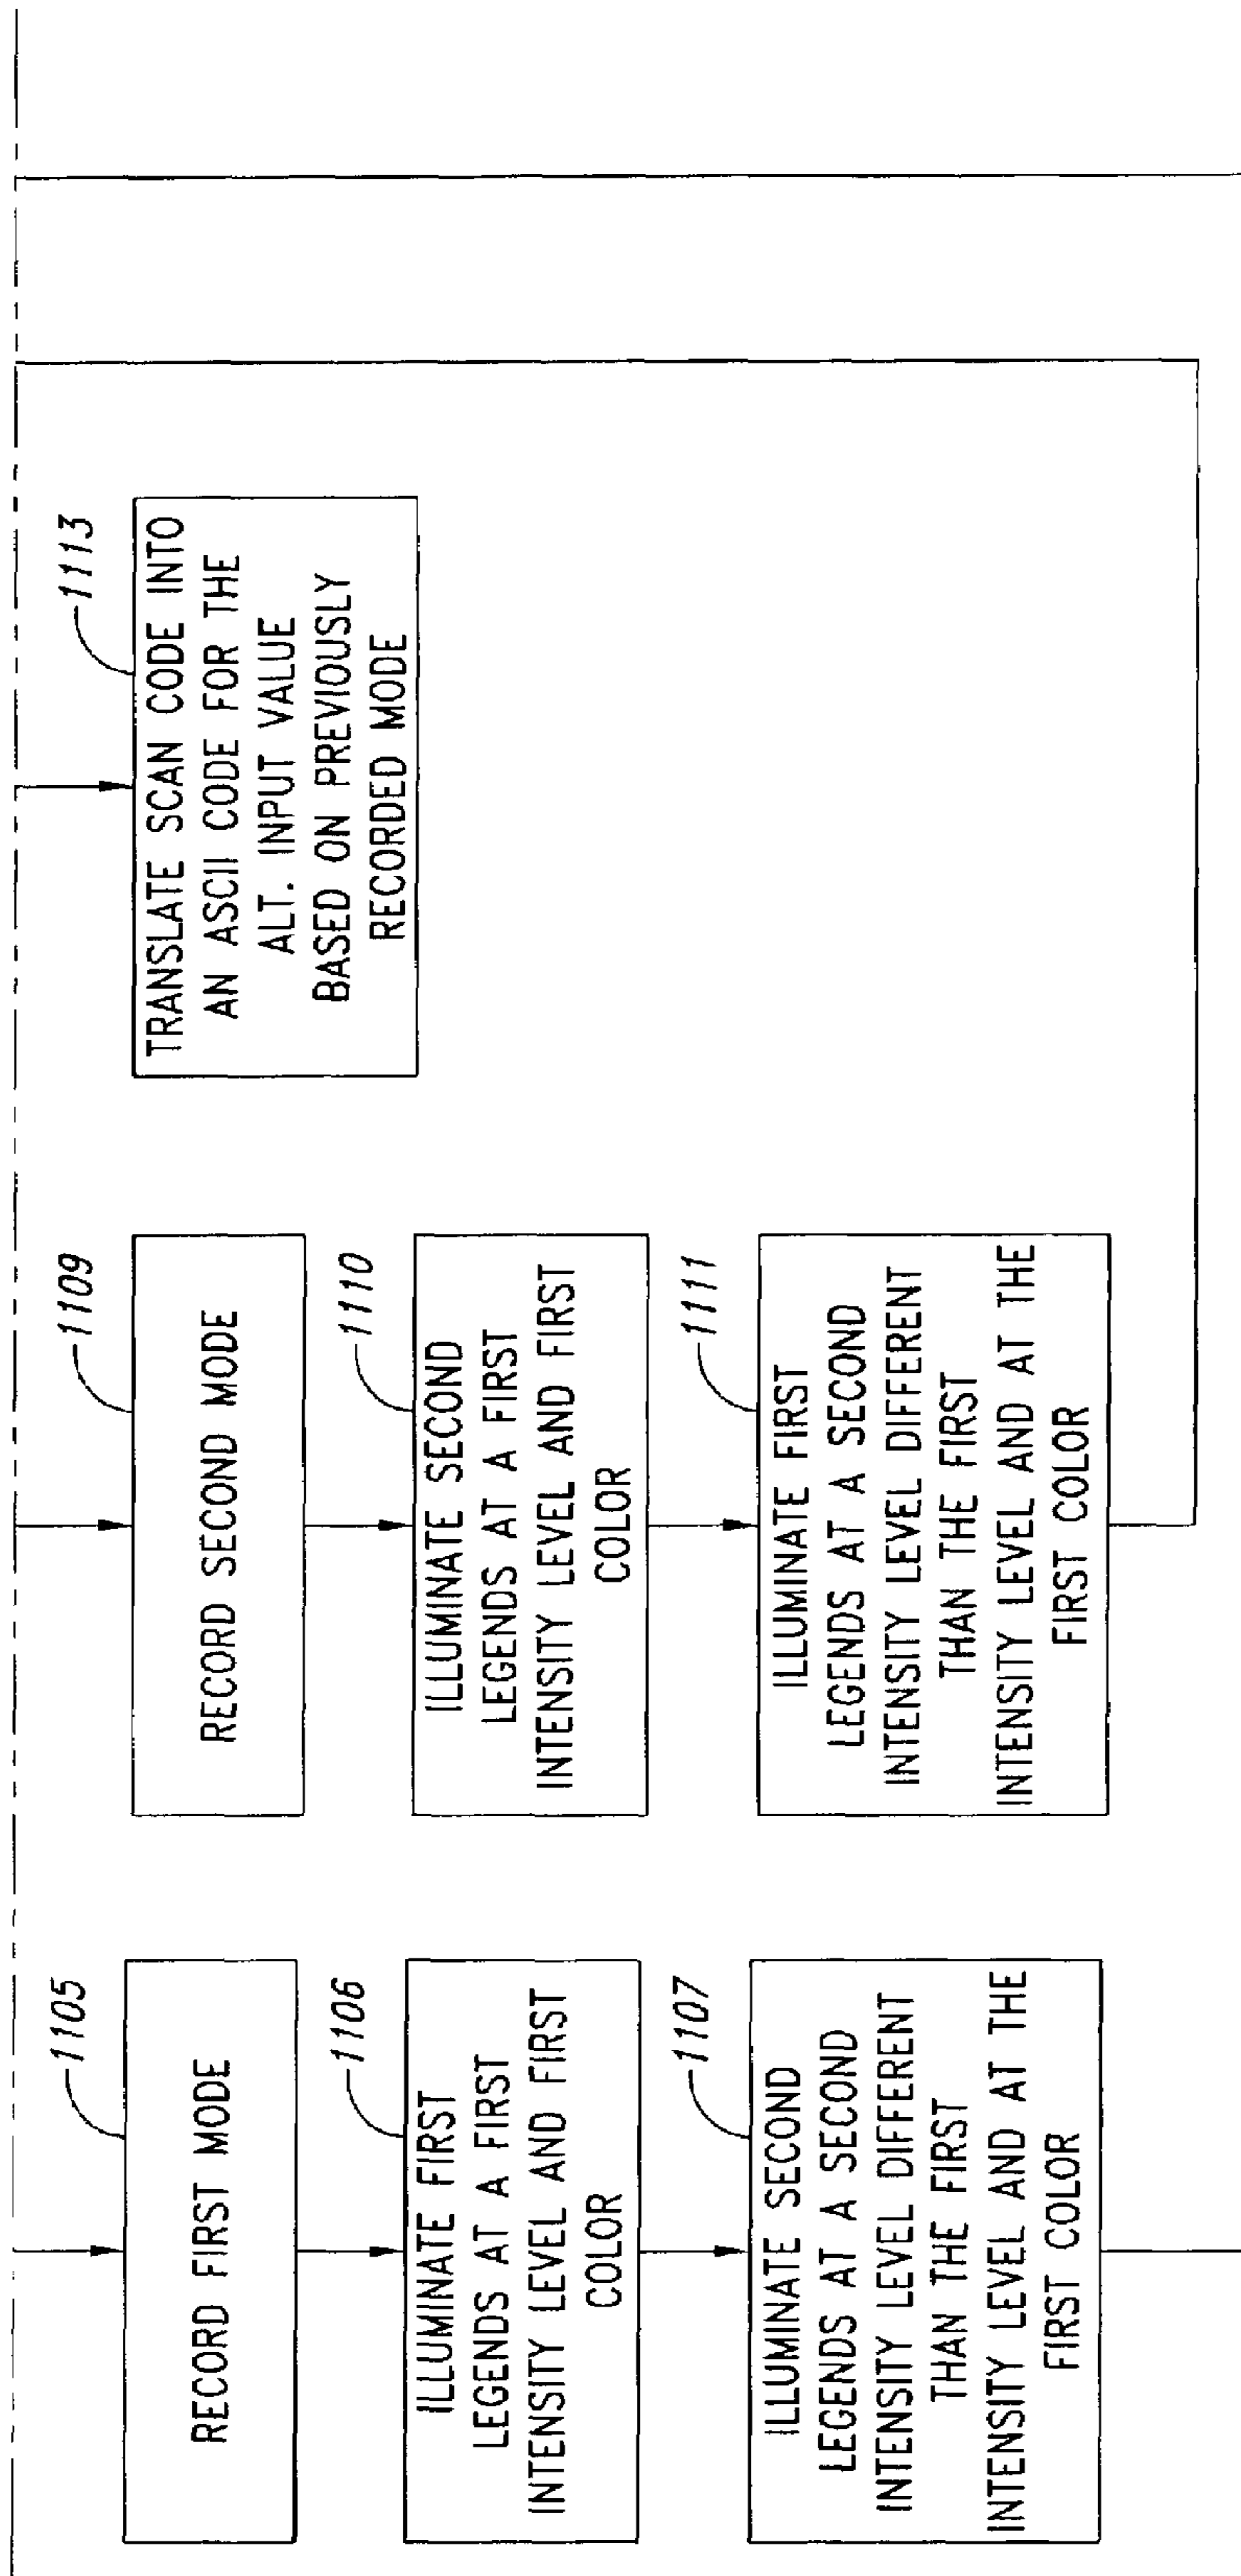 1105
RECORD FIRST MODE
1106
ILLUMINATE FIRST
LEGENDS AT A FIRST
INTENSITY LEVEL AND FIRST
COLOR
1107
ILLUMINATE SECOND
LEGENDS AT A SECOND
INTENSITY LEVEL DIFFERENT
THAN THE FIRST
INTENSITY LEVEL AND AT THE
FIRST COLOR
1109
RECORD SECOND MODE
1110
ILLUMINATE SECOND
LEGENDS AT A FIRST
INTENSITY LEVEL AND FIRST
COLOR
1111
ILLUMINATE FIRST
LEGENDS AT A SECOND
INTENSITY LEVEL DIFFERENT
THAN THE FIRST
INTENSITY LEVEL AND AT THE
FIRST COLOR
1113
TRANSLATE SCAN CODE INTO
AN ASCII CODE FOR THE
ALT. INPUT VALUE
BASED ON PREVIOUSLY
RECORDED MODE